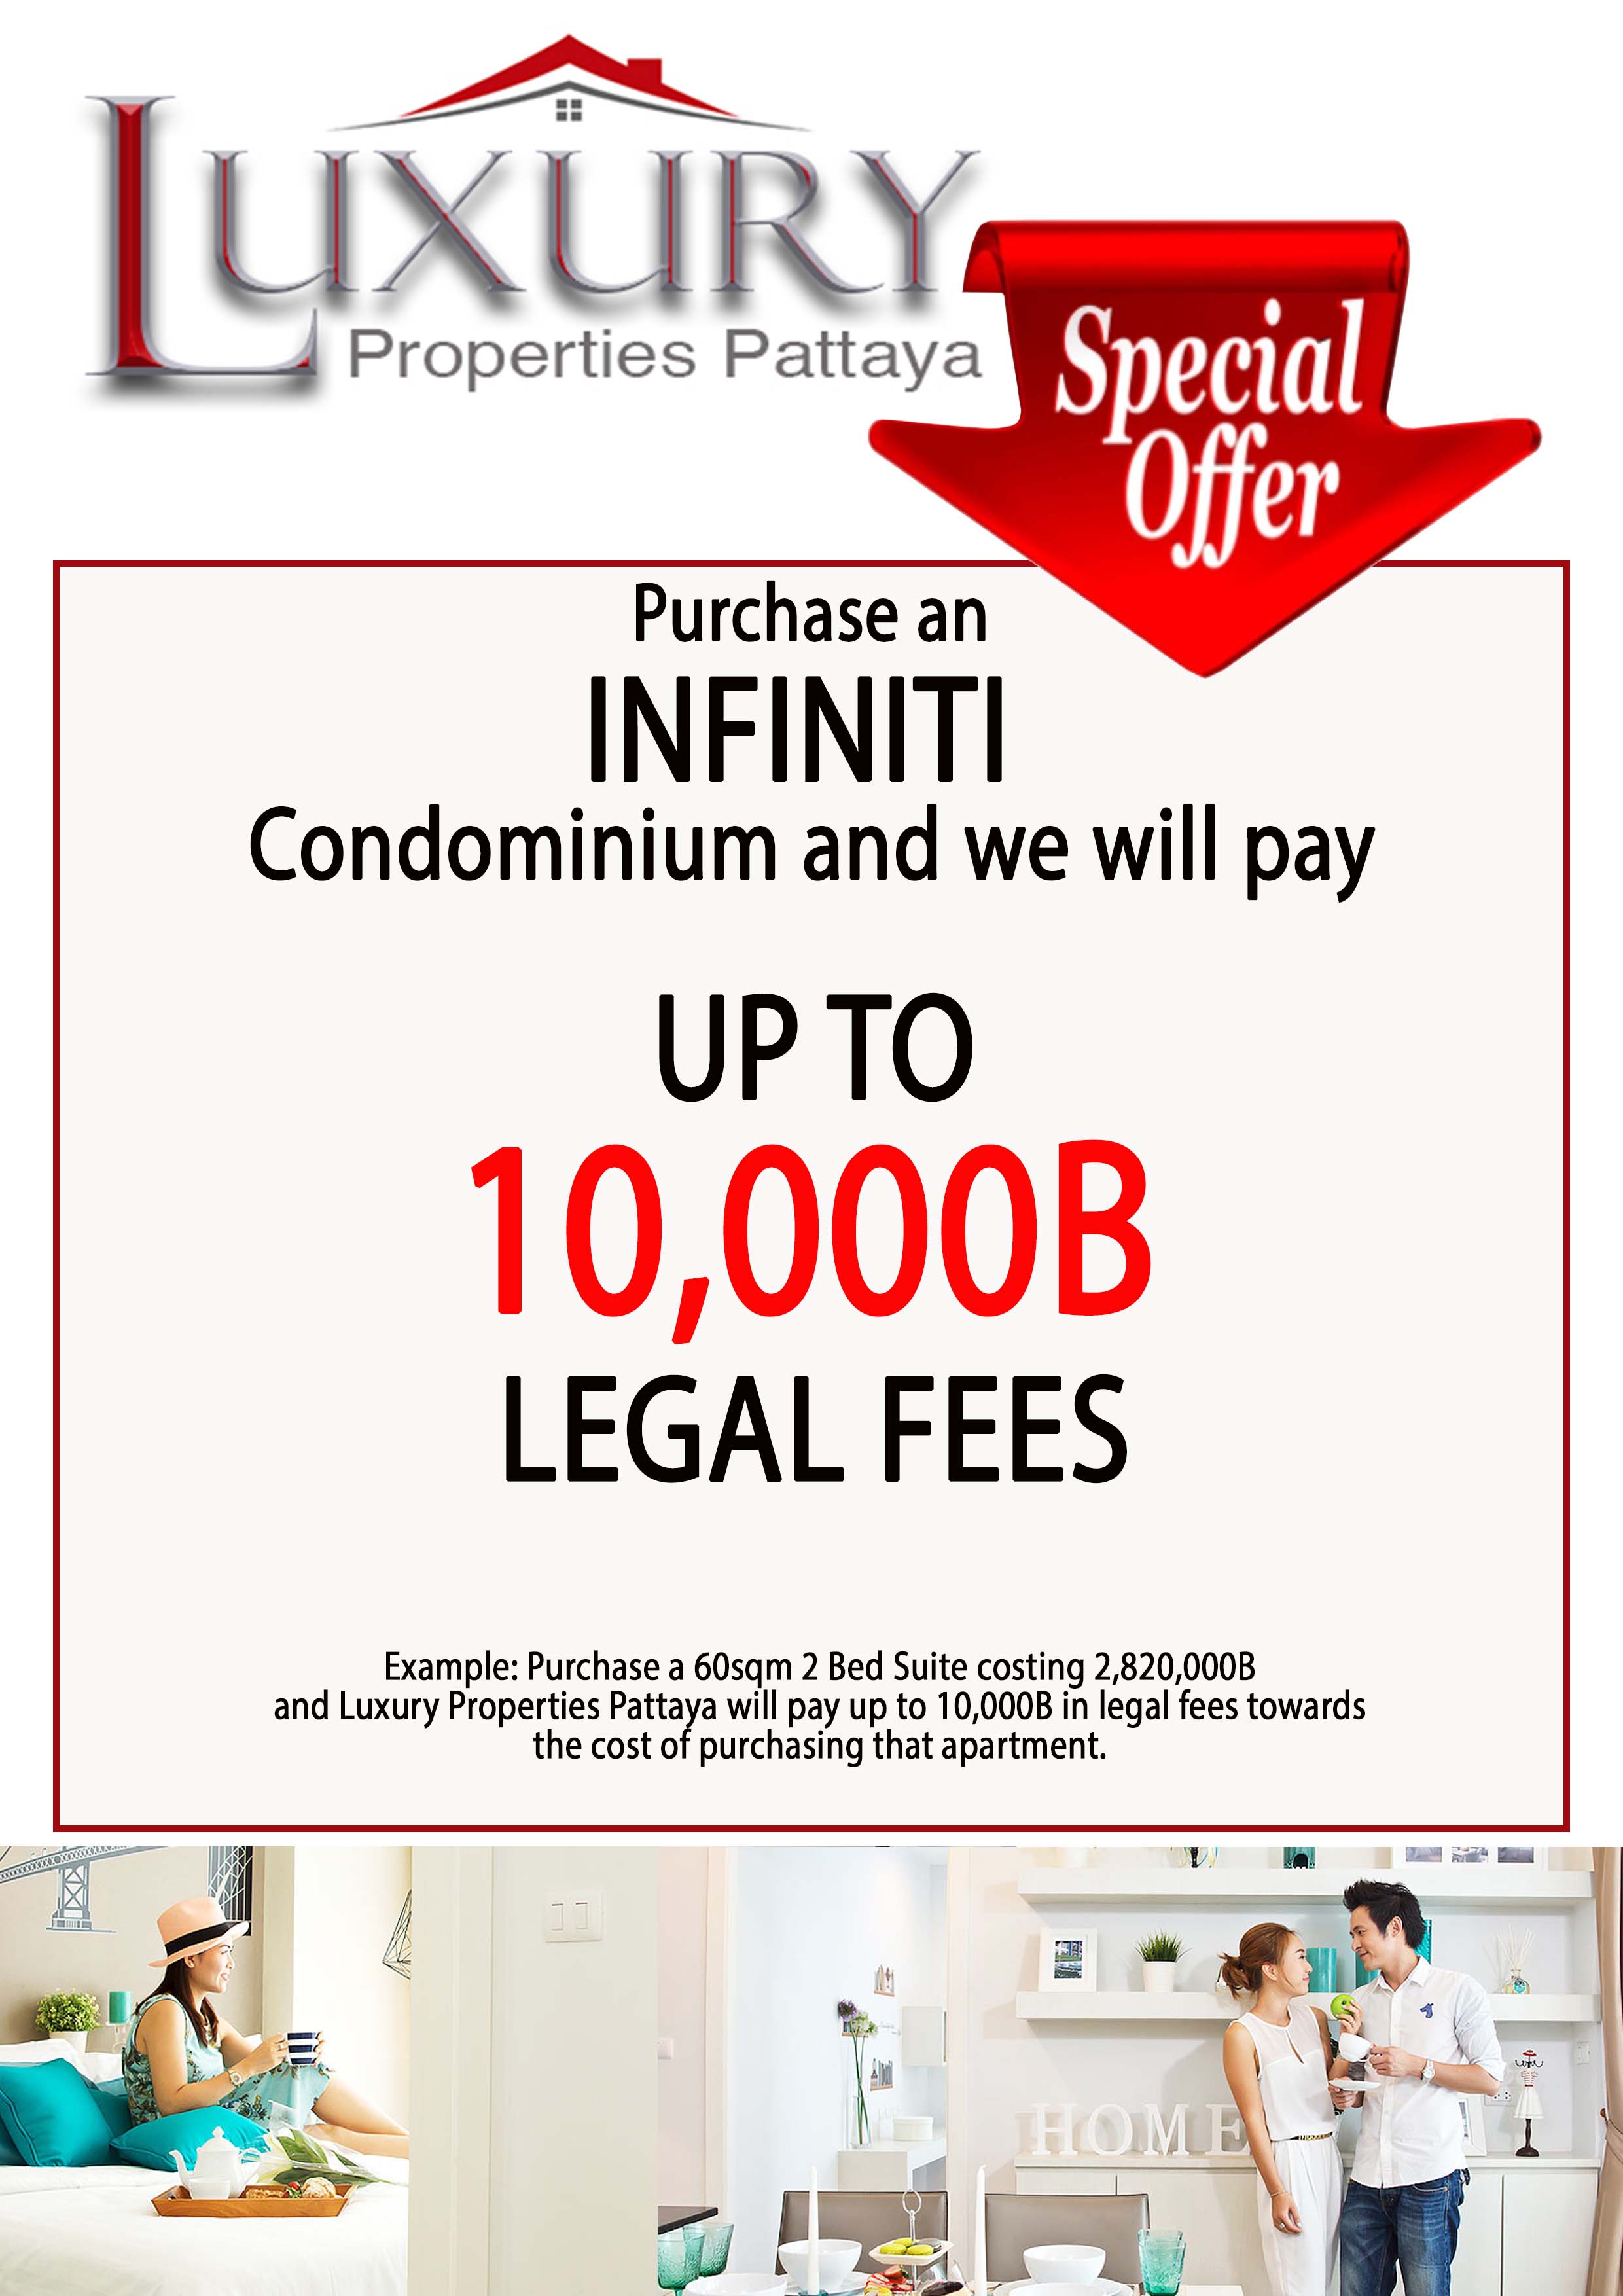 LUXURY
Properties Pattaya
Special
Offer
Purchase an
INFINITI
Condominium and we will pay
UP TO
10,000B
LEGAL FEES
Example: Purchase a 60sqm 2 Bed Suite costing 2,820,000B
and Luxury Properties Pattaya will pay up to 10,000B in legal fees towards
the cost of purchasing that apartment.
HOME